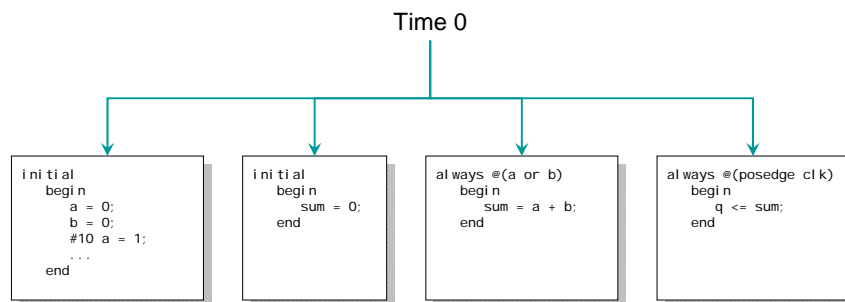 Time 0
initial
begin
a = 0;
b = 0;
#10 a = 1;
...
end
initial
begin
sum = 0;
end
always @(a or b)
begin
sum = a + b;
end
always @(posedge clk)
begin
q <= sum;
end